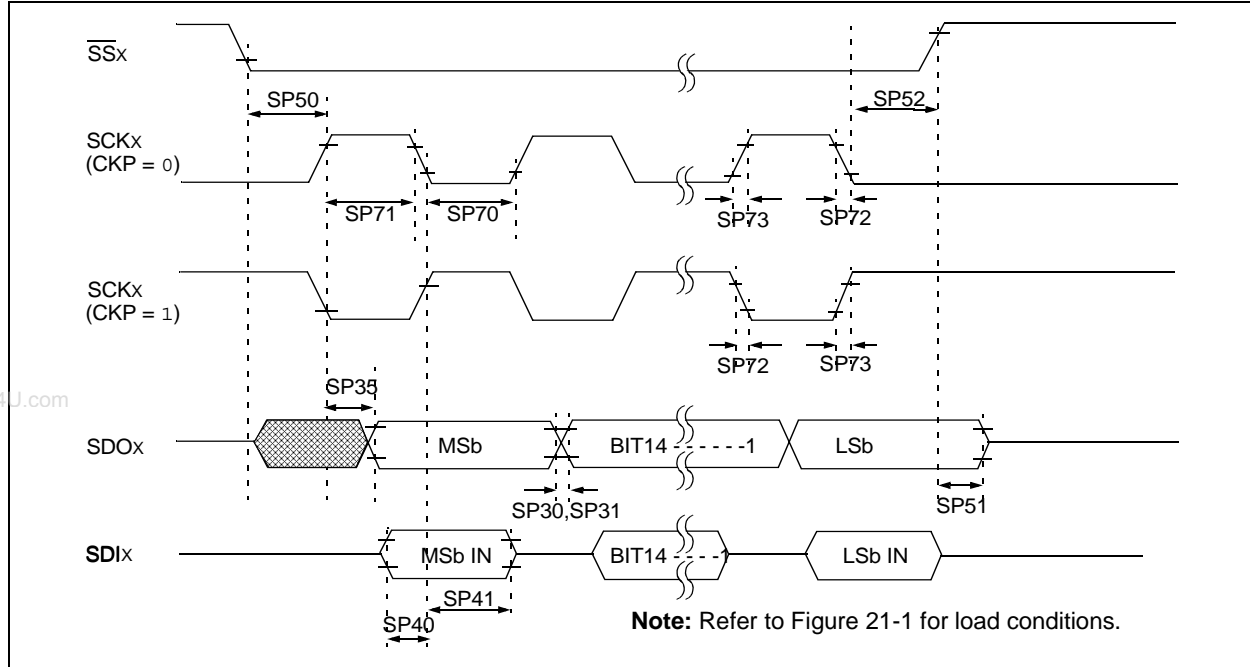 SSx
SP50
SP52
SCKx
(CKP = 0)
SP71
SP70
SP73
SP72
SCKx
(CKP = 1)
SP72
SP73
4U.com
SP35
SDOx
MSb
BIT14 - - - - - -1
LSb
SP30,SP31
SP51
SDIx
MSb IN
BIT14 - - - - -1
LSb IN
SP41
SP40
Note: Refer to Figure 21-1 for load conditions.